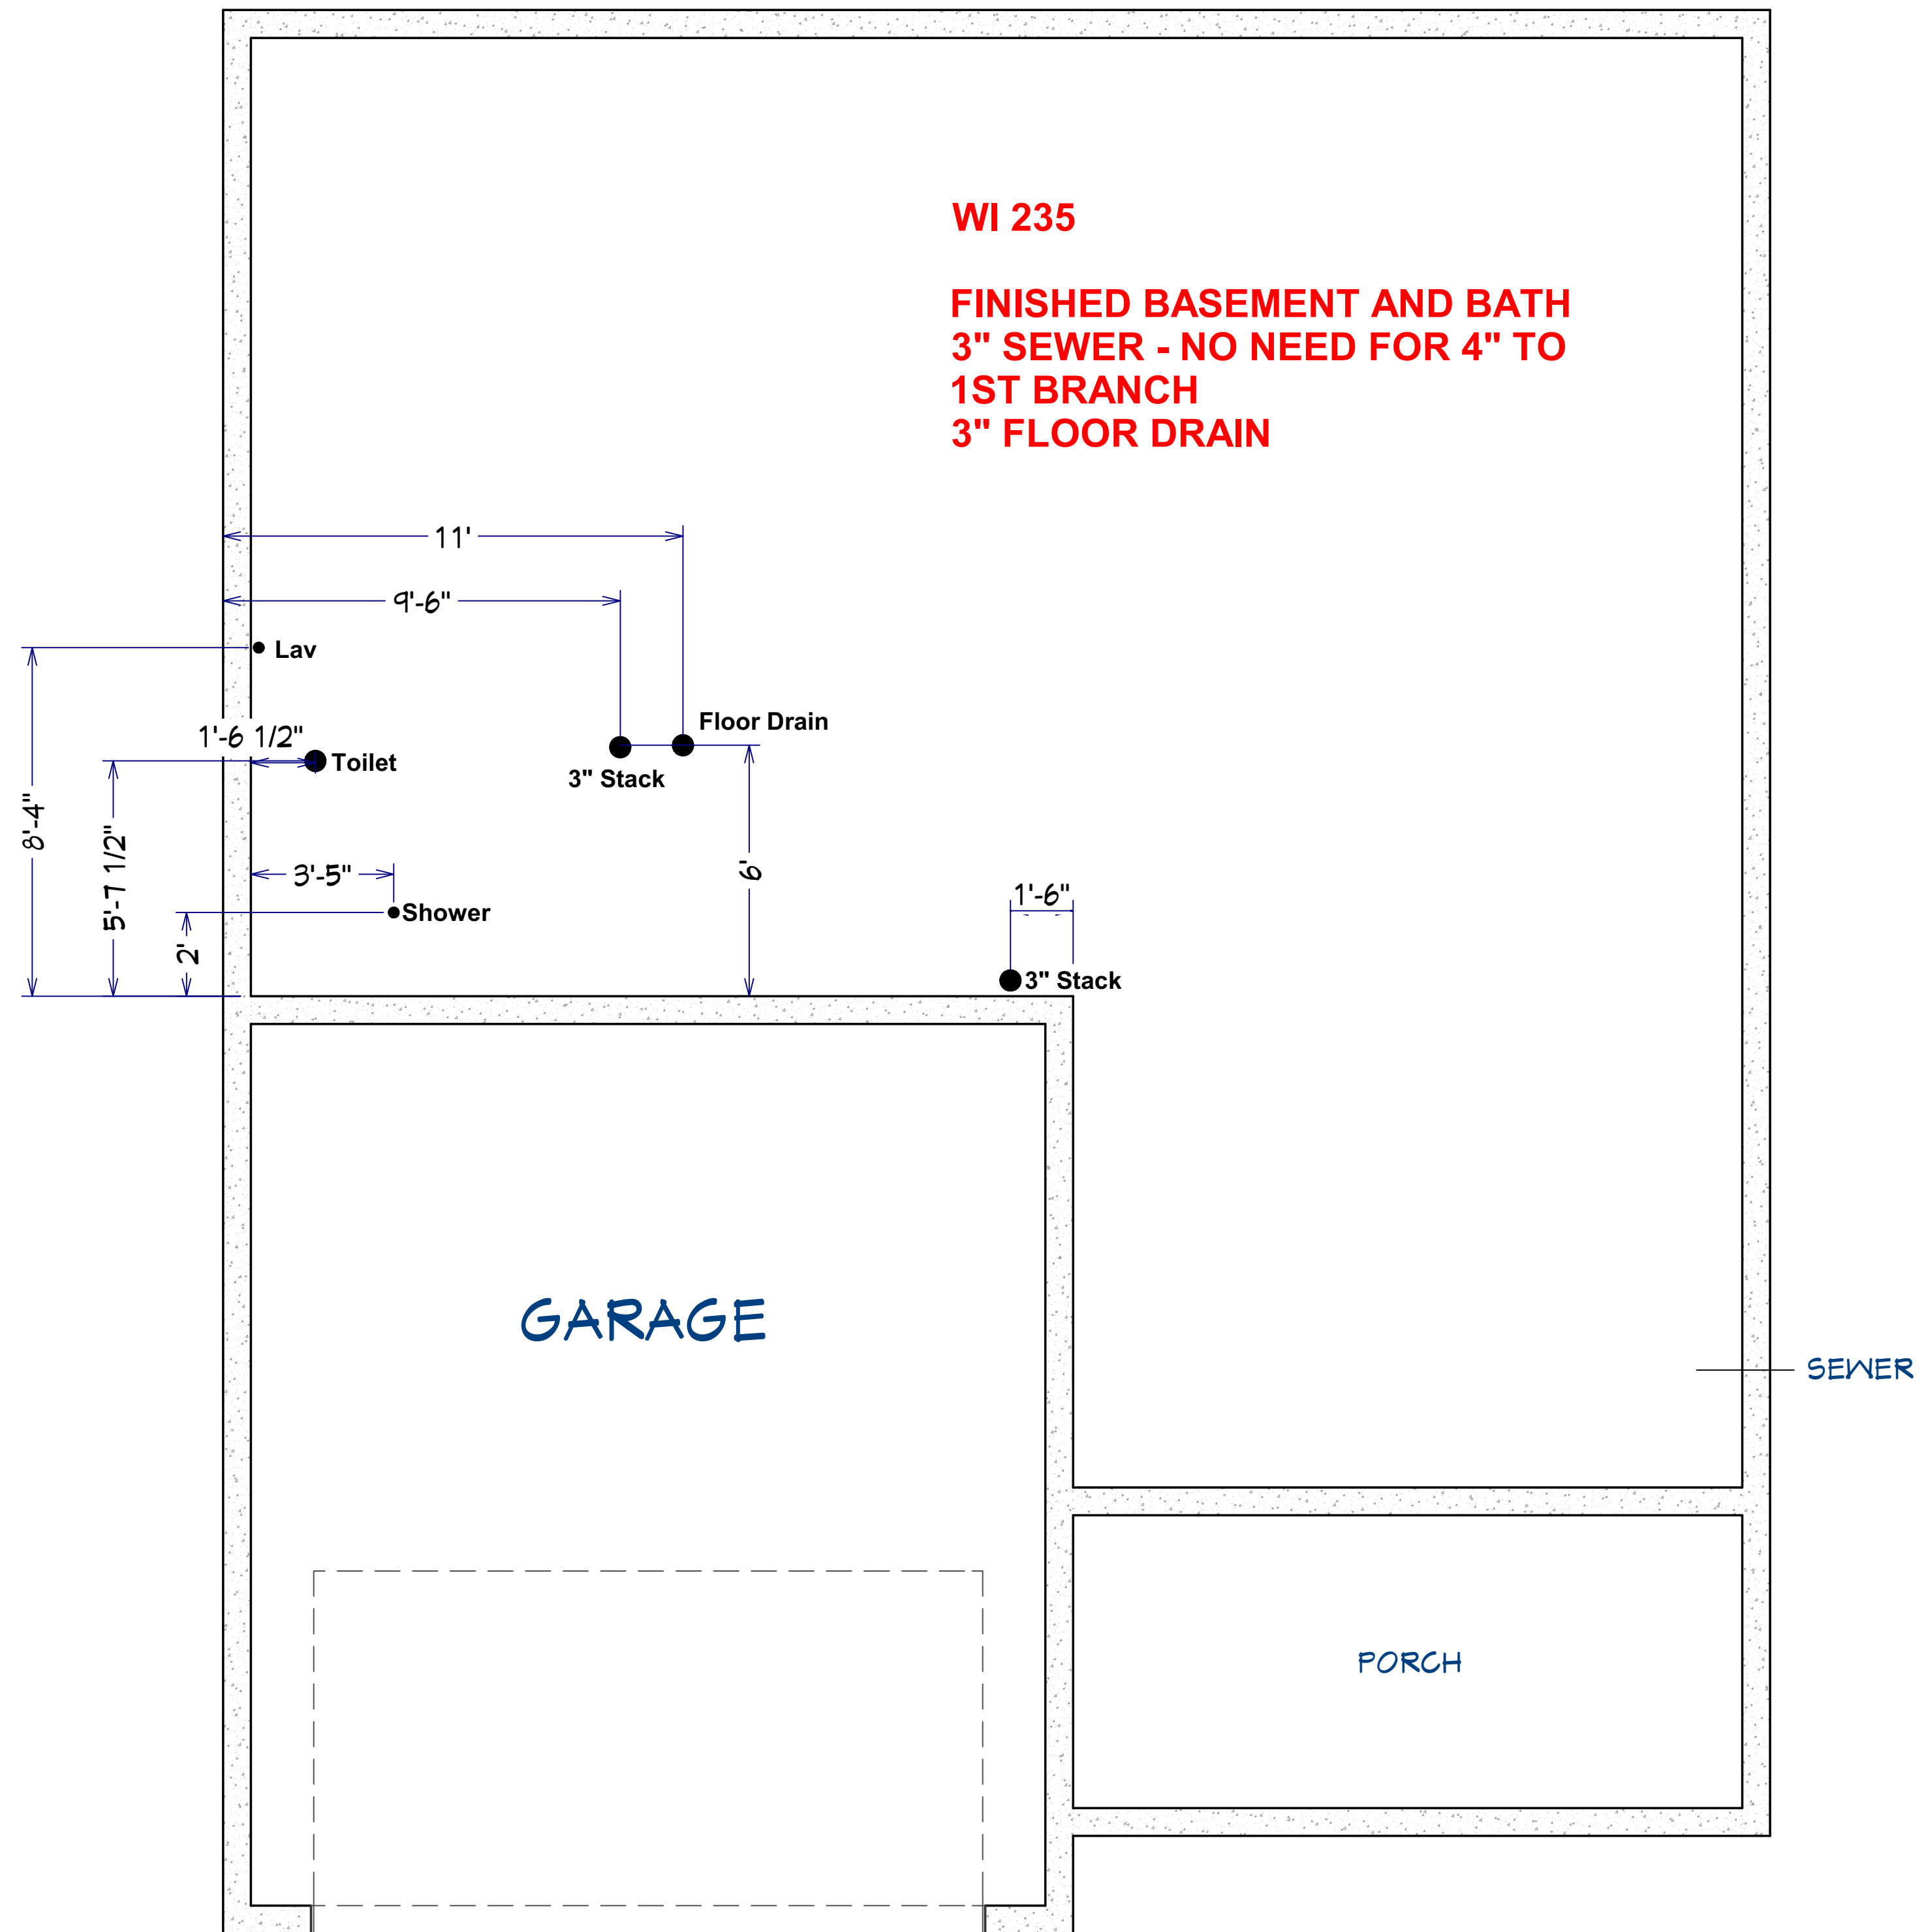 WI 235
FINISHED BASEMENT AND BATH
3" SEWER - NO NEED FOR 4" TO
1ST BRANCH
3" FLOOR DRAIN
11'
9'-6"
Lav
Floor Drain
1'-6 1/2"
Toilet
3" Stack
8'-4"
5'-7 1/2"
3'-5"
6'
1'-6"
Shower
2'
3" Stack
GARAGE
SEWER
PORCH